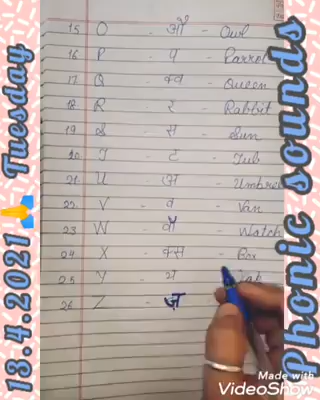 13.4.2021 🙏 Tuesday
15 O - ऑ - Owl
16 P - प - Parrot
17 Q - क्व - Queen
18 R - र - Rabbit
19 S - स - Sun
20 T - ट - Tub
21 U - अ - Umbrel
22 V - व - Van
23 W - वॉ - Watch
24 X - क्स - Box
25 Y - य
26 Z - ज़
Phonic sounds
Made with
VideoShow